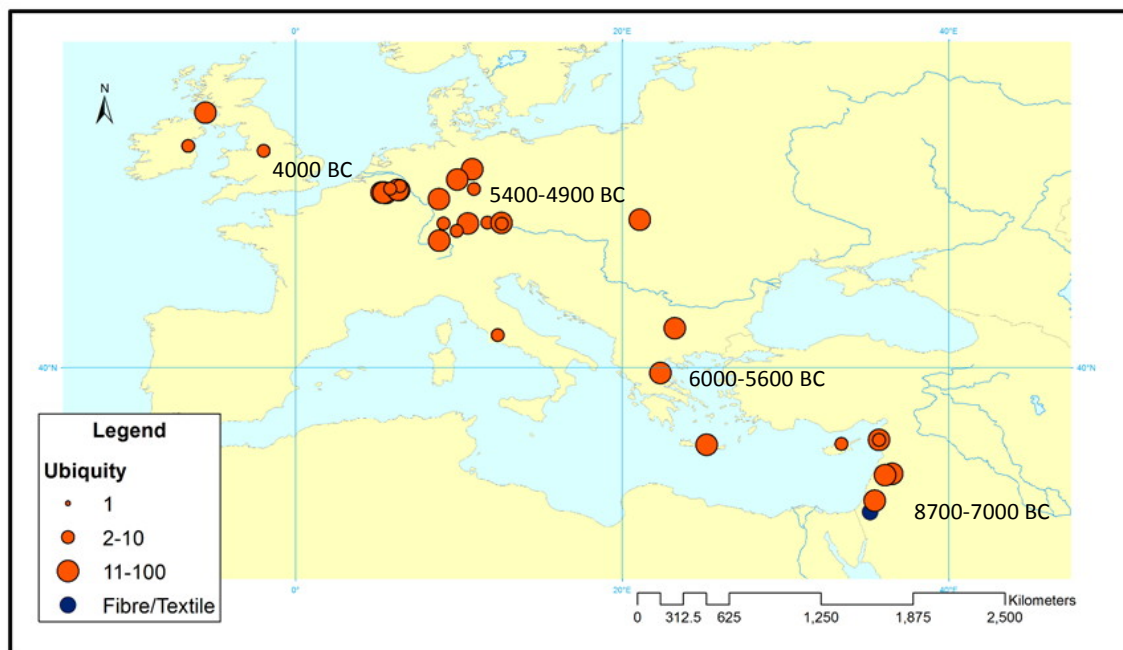 0°
20°E
40°E
N
4000 BC
5400-4900 BC
40°N
6000-5600 BC
40°N
8700-7000 BC
Legend
Ubiquity
1
2-10
11-100
Fibre/Textile
Kilometers
0 312.5 625 1,250 1,875 2,500
0°
20°E
40°E